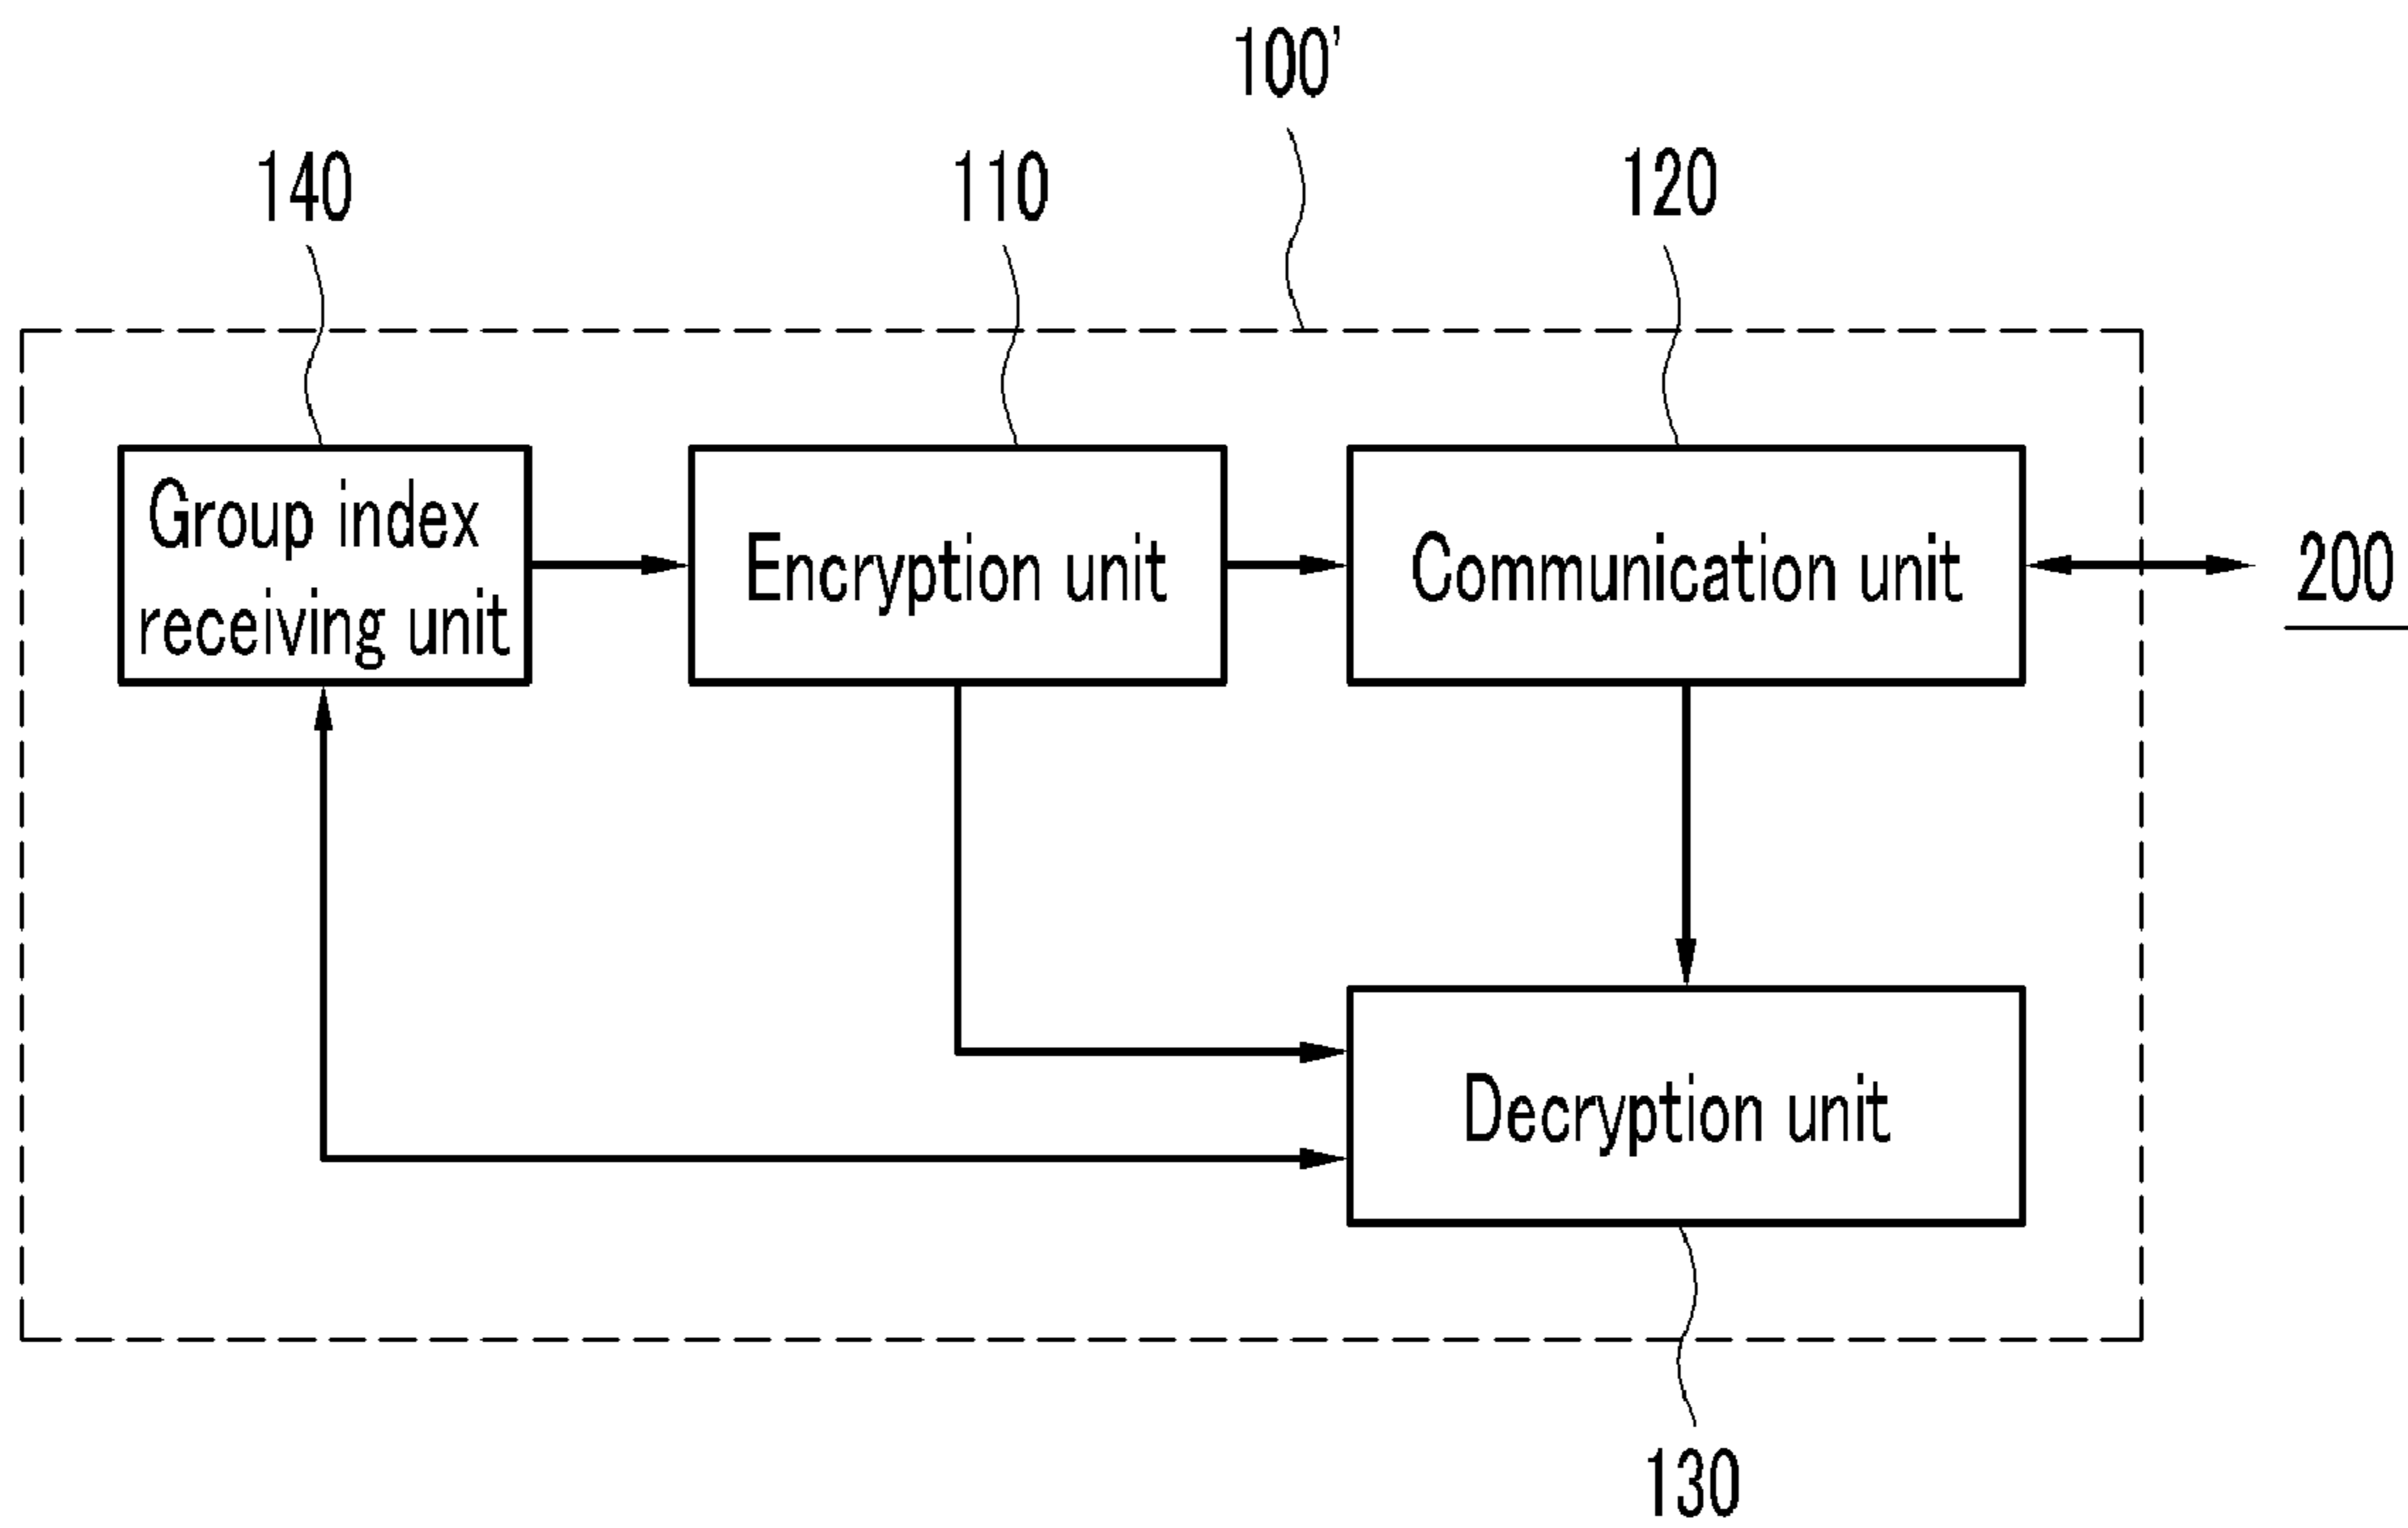 100'
140
110
120
Group index
receiving unit
Encryption unit
Communication unit
200
Decryption unit
130